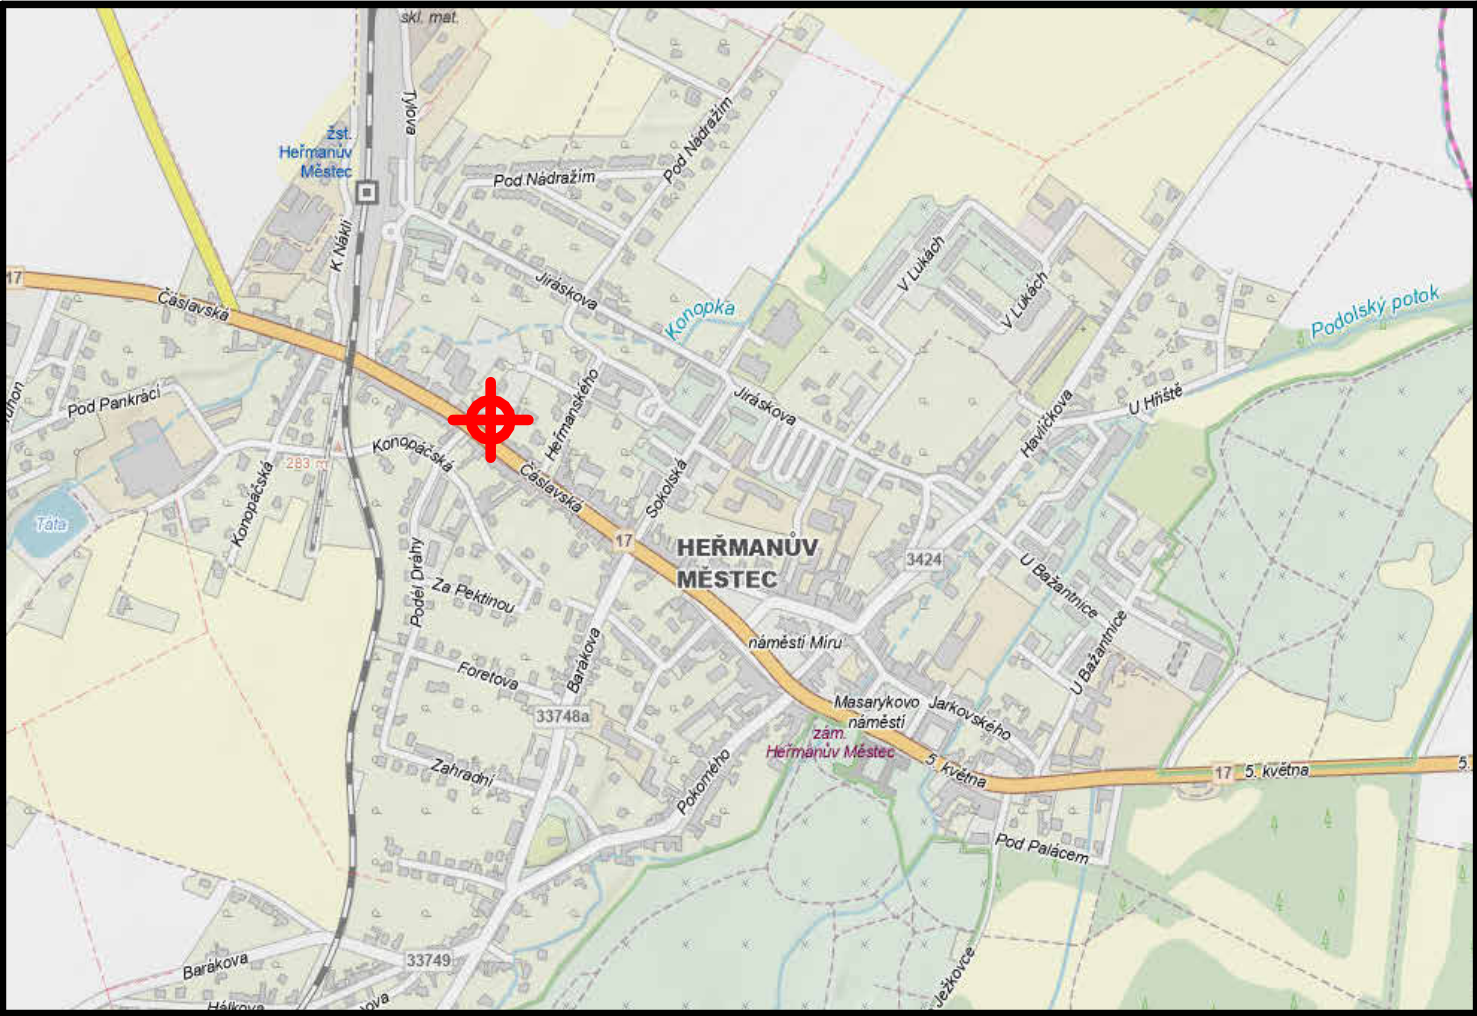 skl. mat.
Tylova
žst.
Heřmanův
Městec
Pod Nádražím
Pod Nádražím
K Nákli
17
Čáslavská
Jiráskova
Konopka
V Lukách
V Lukách
Podolský potok
Pod Pankrácí
Heřmanského
Jiráskova
Havlíčkova
U Hřiště
Konopáčská
283 m
Konopáčská
Čáslavská
Sokolská
Táta
17
HEŘMANŮV
MĚSTEC
3424
U Bažantnice
Podél Dráhy
Za Pektinou
náměstí Míru
U Bažantnice
Foretova
Barákova
33748a
Masarykovo
náměstí
Jarkovského
zám.
Heřmanův Městec
Zahradní
Pokorného
5. května
17
5. května
5.
Pod Palácem
Barákova
33749
Ježkovce
Hálkova